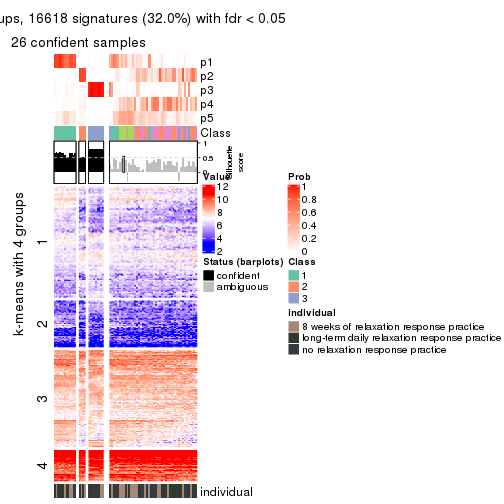 ups, 16618 signatures (32.0%) with fdr < 0.05
26 confident samples
p1
p2
p3
p4
p5
Class
1
0.5
0
Silhouette
score
k-means with 4 groups
1
2
3
4
individual
Value
12
10
8
6
4
2
Prob
1
0.8
0.6
0.4
0.2
0
Status (barplots)
confident
ambiguous
Class
1
2
3
individual
8 weeks of relaxation response practice
long-term daily relaxation response practice
no relaxation response practice